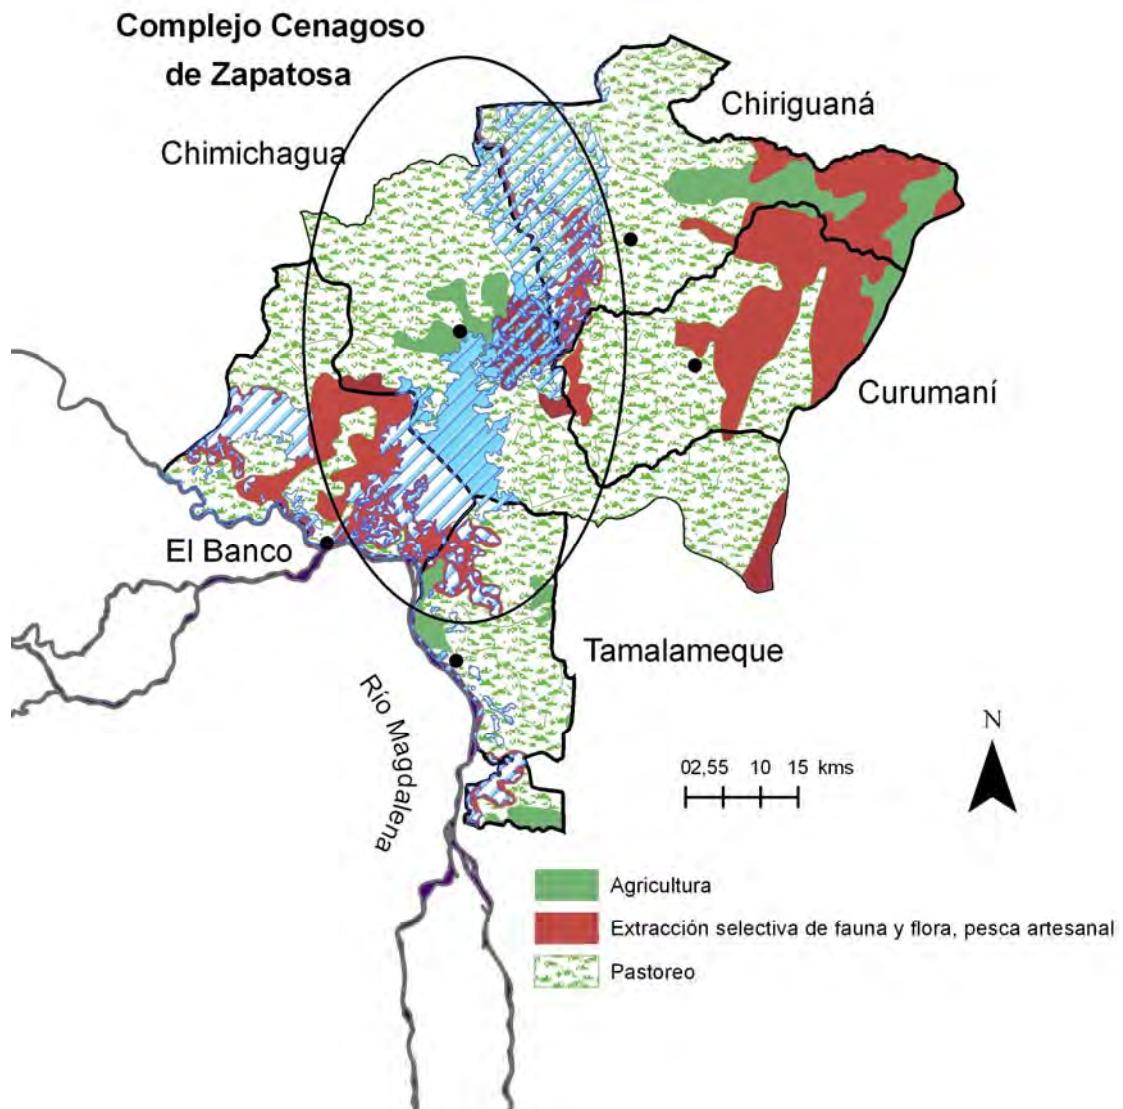 Complejo Cenagoso
de Zapatosa
Chiriguaná
Chimichagua
Curumaní
El Banco
Tamalameque
Río Magdalena
N
02,55 10 15 kms
Agricultura
Extracción selectiva de fauna y flora, pesca artesanal
Pastoreo